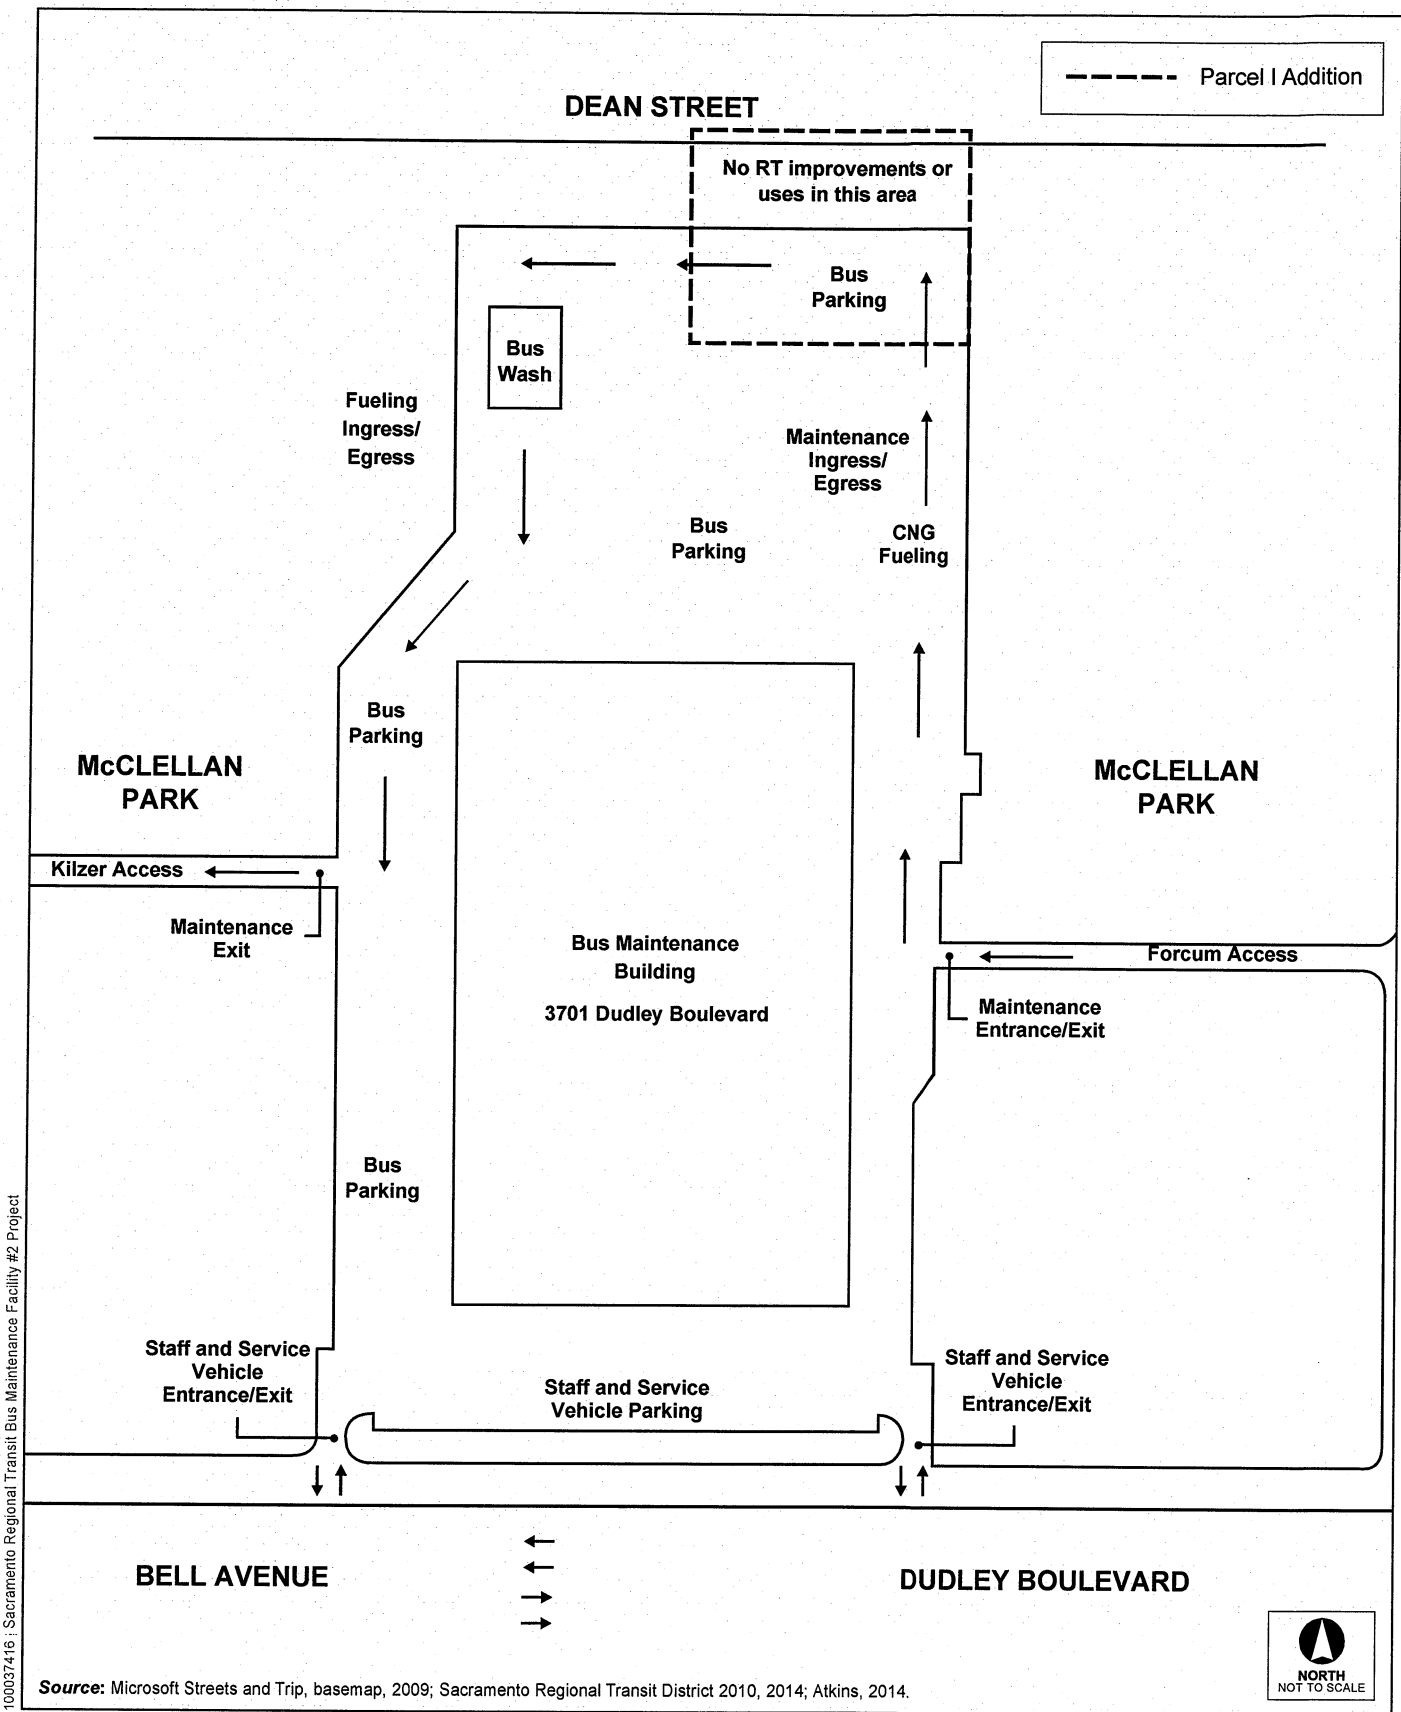 Parcel I Addition
DEAN STREET
No RT improvements or
uses in this area
Bus
Parking
Bus
Wash
Fueling
Ingress/
Egress
Maintenance
Ingress/
Egress
Bus
Parking
CNG
Fueling
Bus
Parking
McCLELLAN
PARK
McCLELLAN
PARK
Kilzer Access
Maintenance
Exit
Bus Maintenance
Building
3701 Dudley Boulevard
Forcum Access
Maintenance
Entrance/Exit
Bus
Parking
Staff and Service
Vehicle
Entrance/Exit
Staff and Service
Vehicle Parking
Staff and Service
Vehicle
Entrance/Exit
BELL AVENUE
DUDLEY BOULEVARD
NORTH
NOT TO SCALE
Source: Microsoft Streets and Trip, basemap, 2009; Sacramento Regional Transit District 2010, 2014; Atkins, 2014.
100037416 | Sacramento Regional Transit Bus Maintenance Facility #2 Project